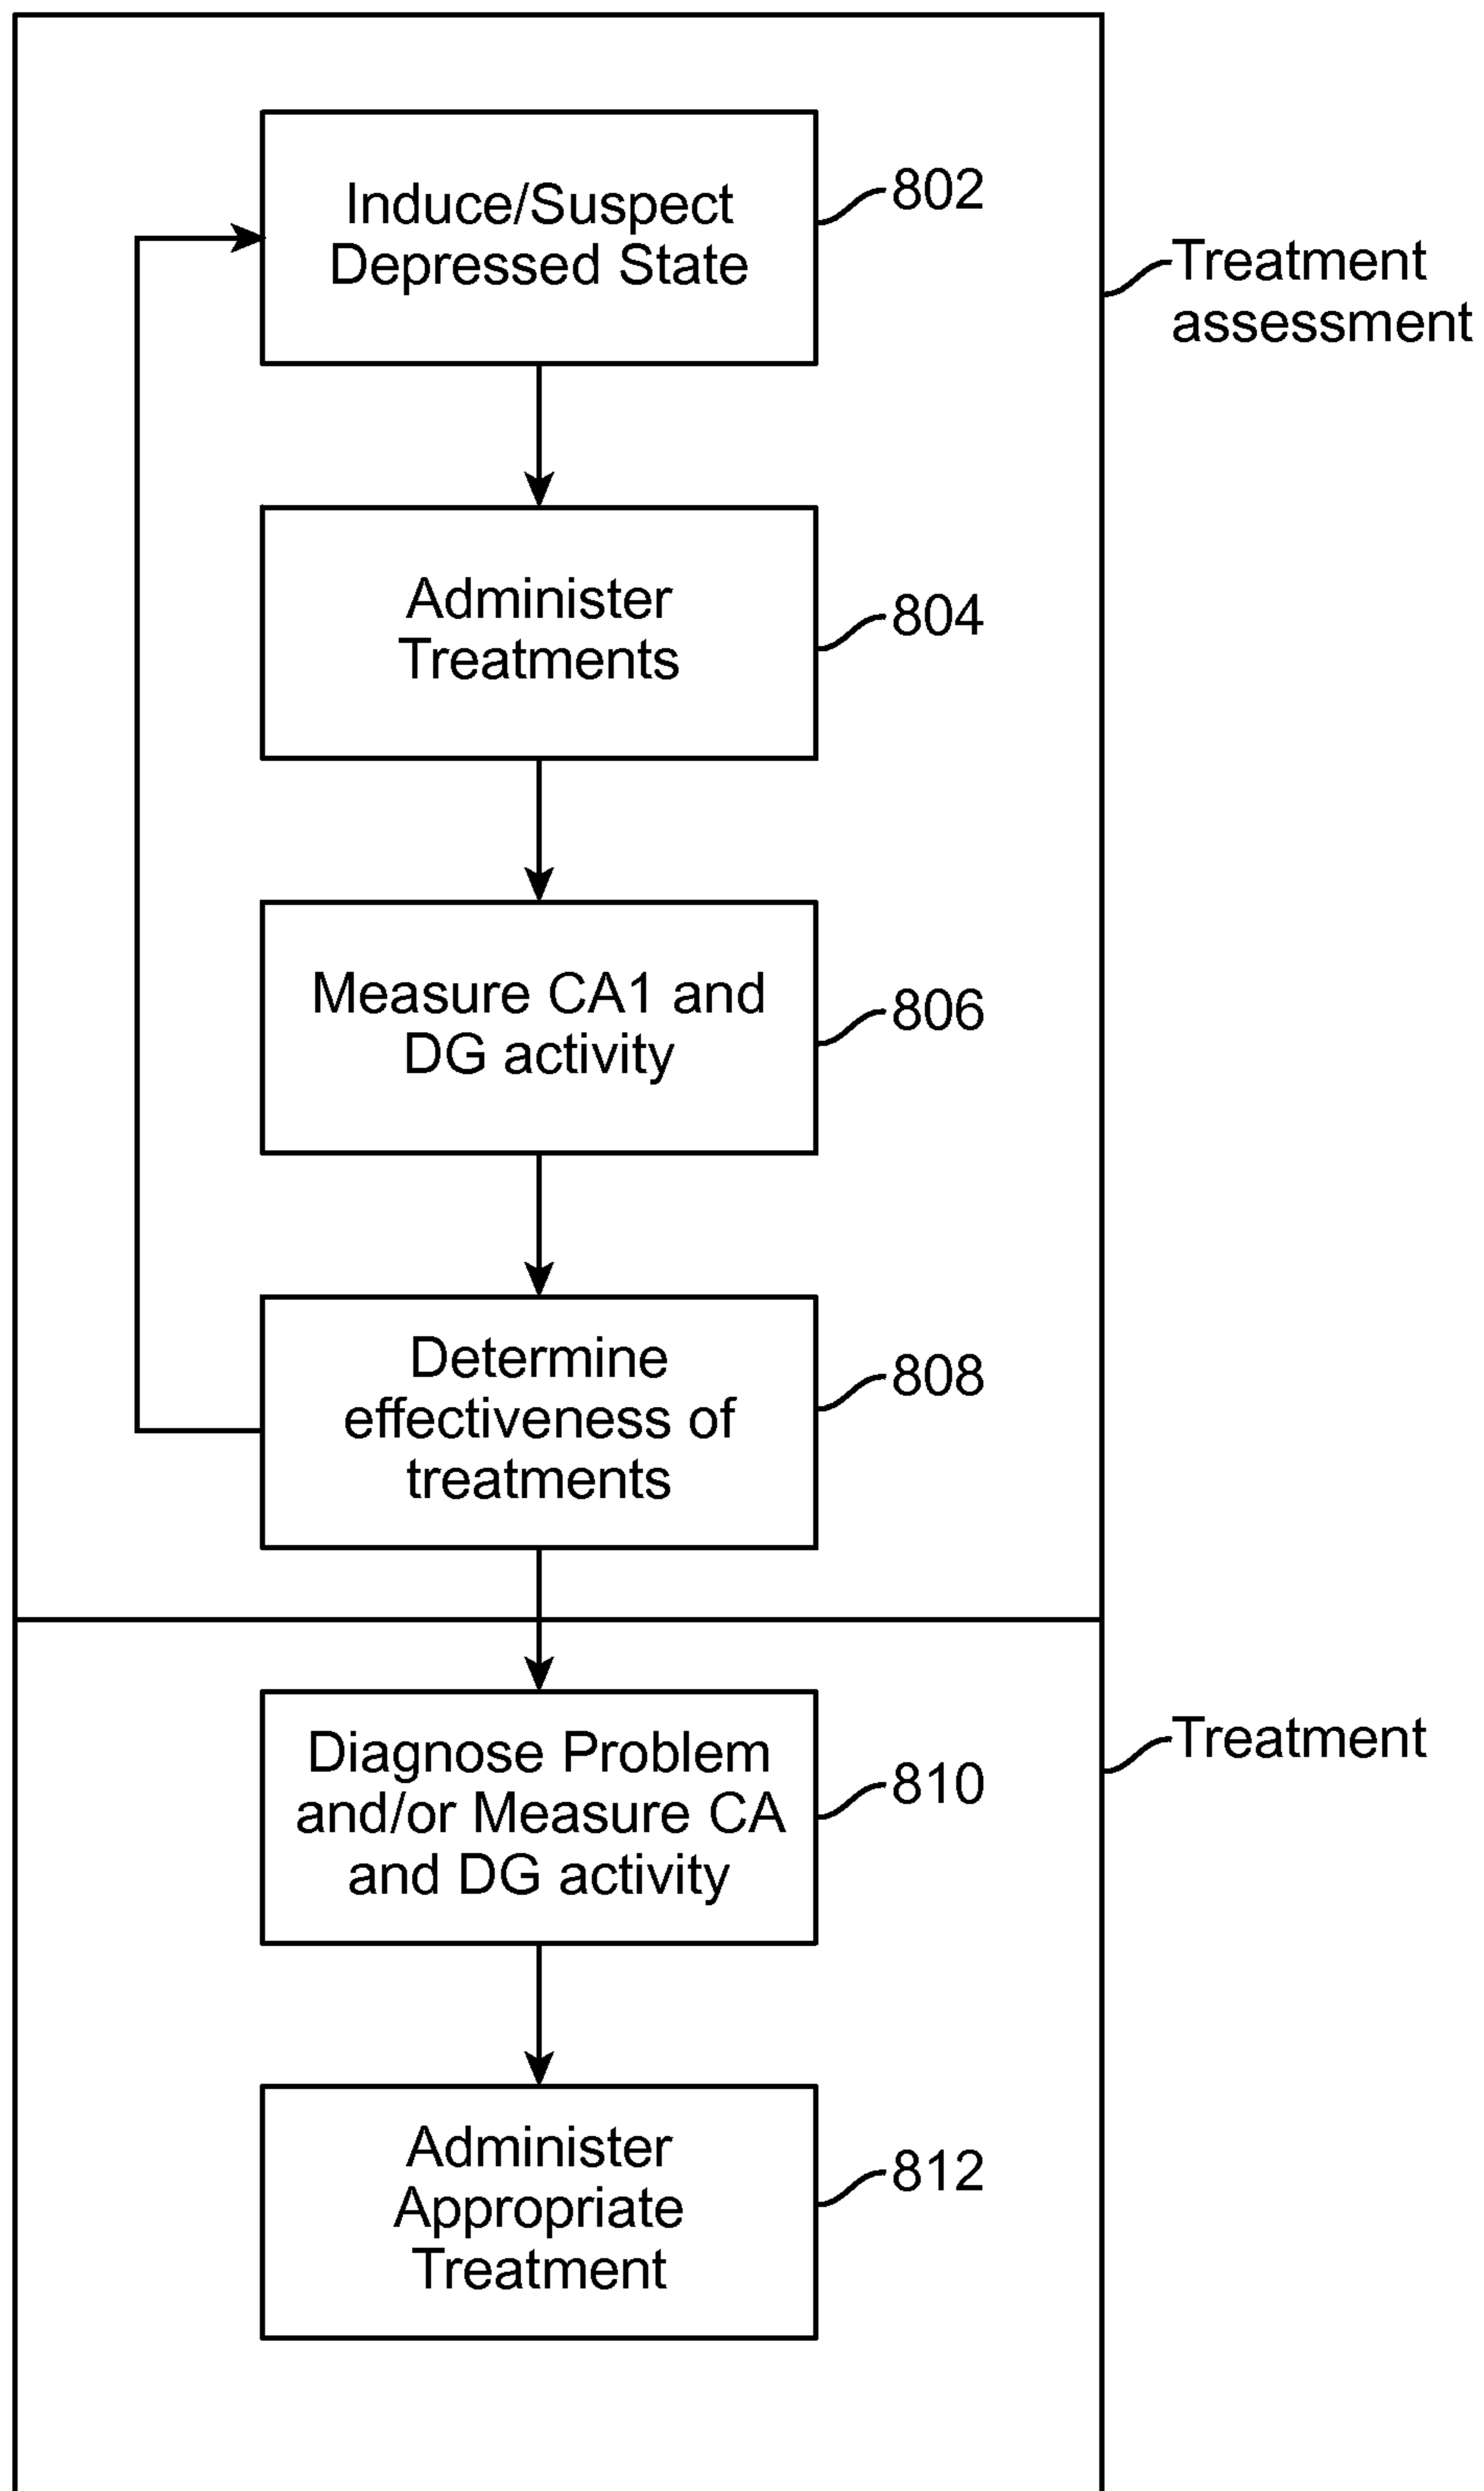 Induce/Suspect
Depressed State
802
Treatment
assessment
Administer
Treatments
804
Measure CA1 and
DG activity
806
Determine
effectiveness of
treatments
808
Diagnose Problem
and/or Measure CA
and DG activity
810
Treatment
Administer
Appropriate
Treatment
812